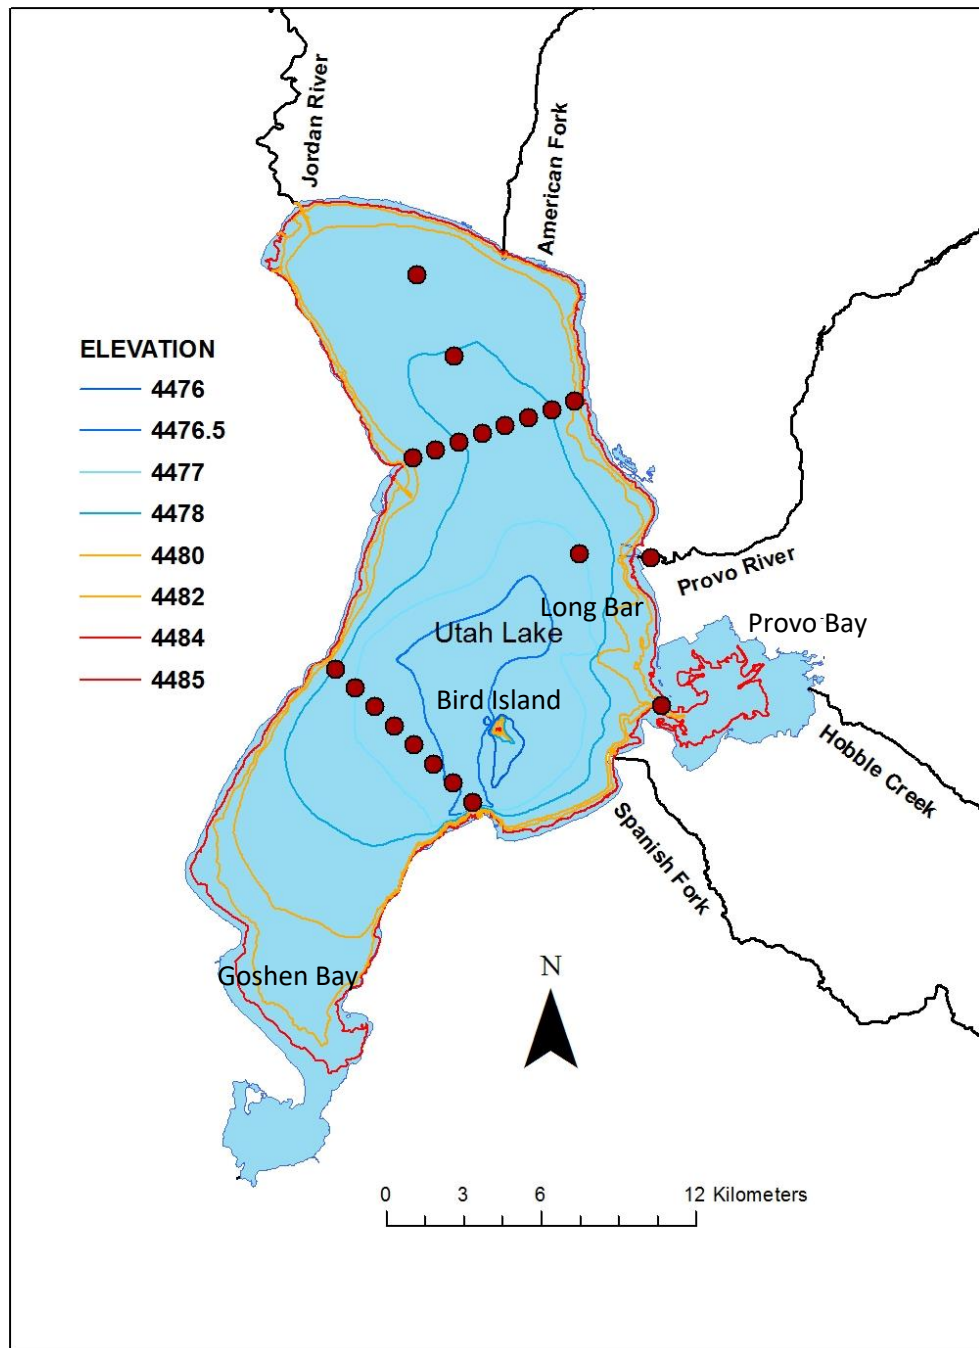 Jordan River
American Fork
ELEVATION
4476
4476.5
4477
4478
4480
4482
4484
4485
Provo River
Long Bar
Provo Bay
Utah Lake
Bird Island
Hobble Creek
Spanish Fork
Goshen Bay
N
0 3 6 12 Kilometers